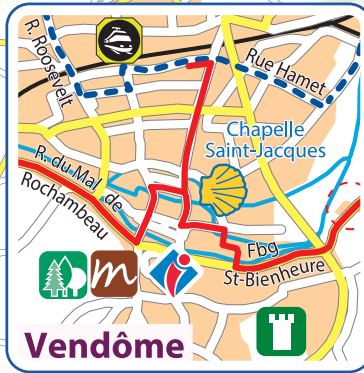 R. Roosevelt
Rue Hamet
Chapelle
Saint-Jacques
R. du Mal de
Rochambeau
Fbg
St-Bienheure
m
i
Vendôme